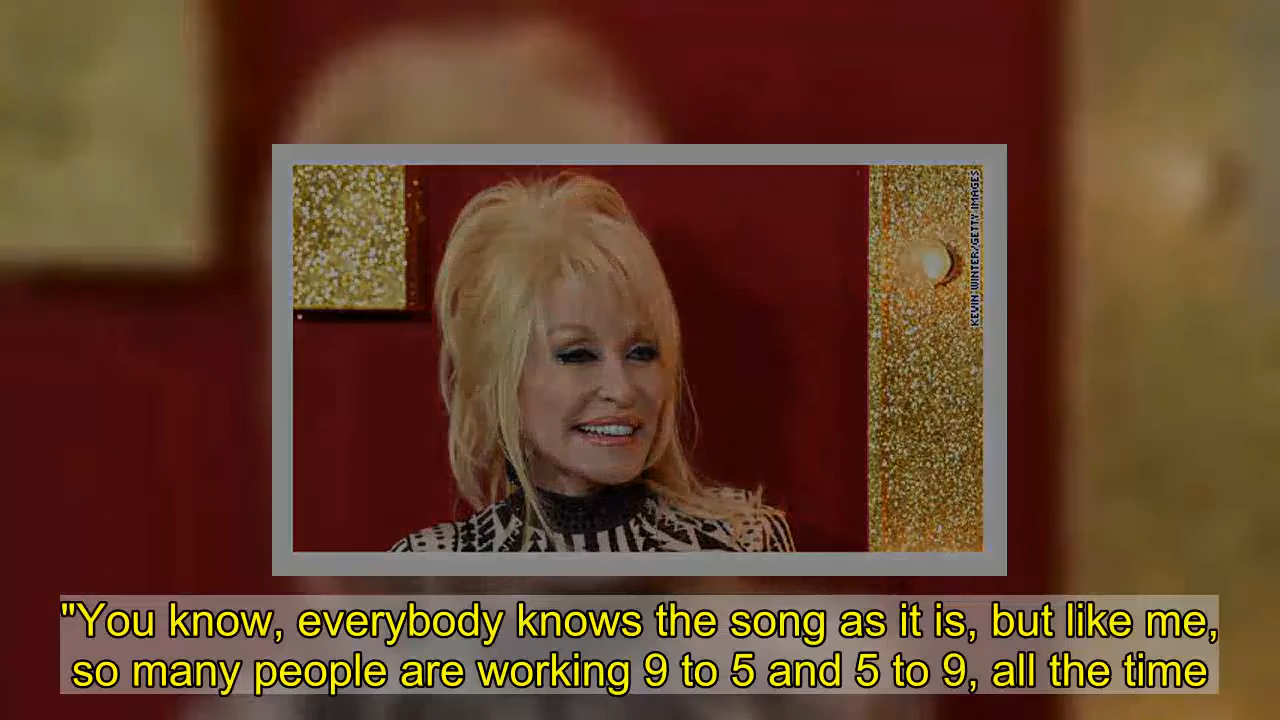 KEVIN WINTER/GETTY IMAGES
"You know, everybody knows the song as it is, but like me,
so many people are working 9 to 5 and 5 to 9, all the time